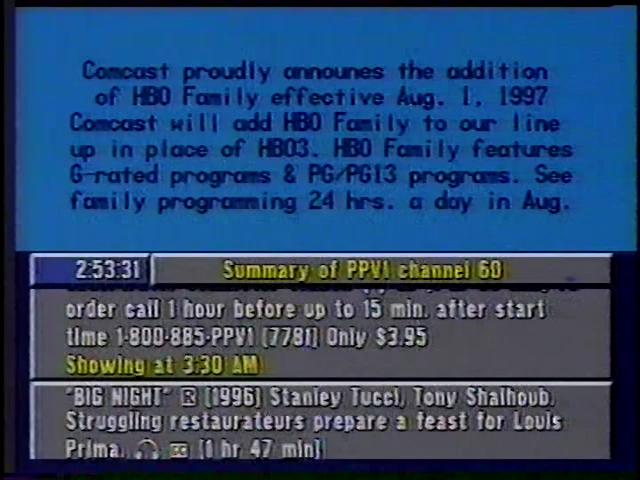 Comcast proudly announes the addition
of HBO Family effective Aug. 1, 1997
Comcast will add HBO Family to our line
up in place of HBO3. HBO Family features
G-rated programs & PG/PG13 programs. See
family programming 24 hrs. a day in Aug.
2:53:31 Summary of PPV1 channel 60
order call 1 hour before up to 15 min. after start
time 1-800-885-PPV1 (7781) Only $3.95
Showing at 3:30 AM
"BIG NIGHT" R (1996) Stanley Tucci, Tony Shalhoub.
Struggling restaurateurs prepare a feast for Louis
Prima. CC (1 hr 47 min)